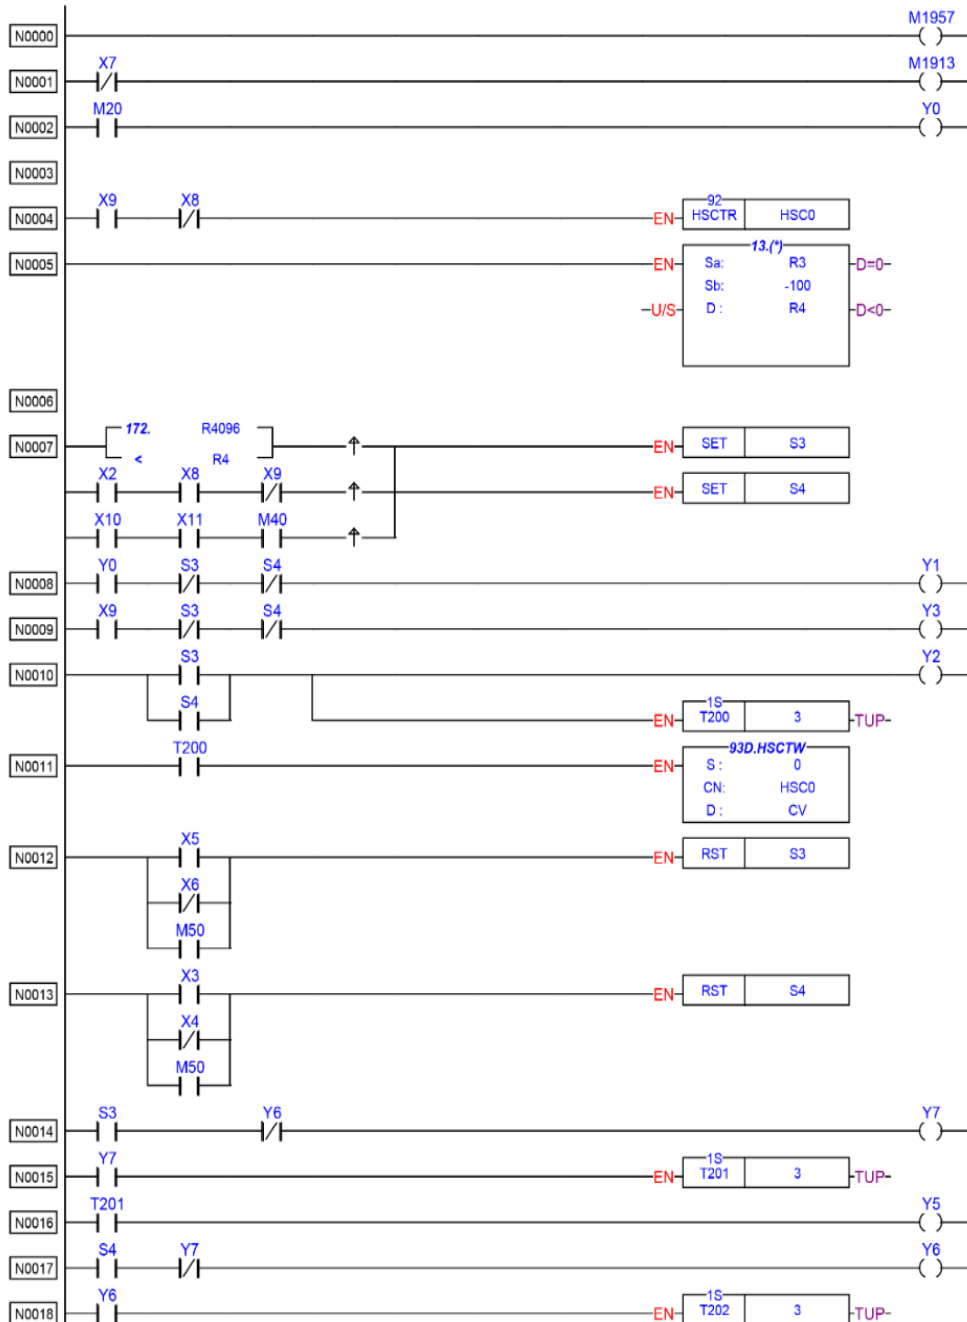 M1957
N0000
X7 M1913
N0001
M20 Y0
N0002
N0003
X9 X8 92
N0004 EN HSCTR HSC0
13.(*)
N0005 EN Sa: R3 D=0
Sb: -100
U/S D : R4 D<0
N0006
172. R4096
N0007 EN SET S3
< R4
X2 X8 X9
EN SET S4
X10 X11 M40
Y0 S3 S4 Y1
N0008
X9 S3 S4 Y3
N0009
S3 Y2
N0010
S4 1S
EN T200 3 TUP
T200 93D.HSCTW
N0011 EN S : 0
CN: HSC0
D : CV
X5
N0012 EN RST S3
X6
M50
X3
N0013 EN RST S4
X4
M50
S3 Y6 Y7
N0014
Y7 1S
N0015 EN T201 3 TUP
T201 Y5
N0016
S4 Y7 Y6
N0017
Y6 1S
N0018 EN T202 3 TUP